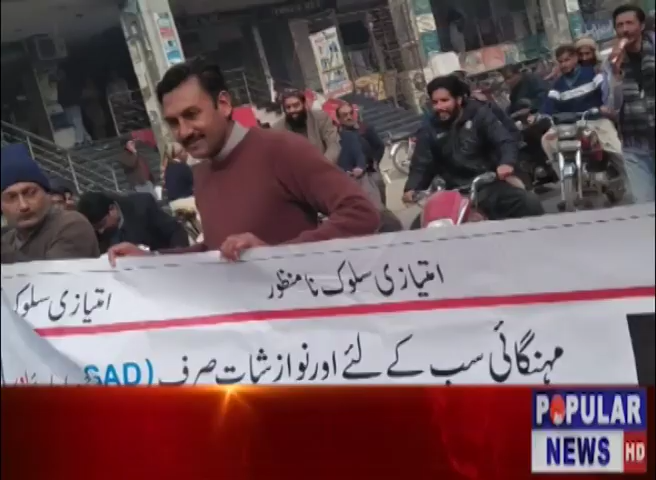 امتیازی سلوک نامنظور
امتیازی سلوک
مہنگائی سب کے لئے اور نوازشات صرف (SAD
POPULAR
NEWS HD